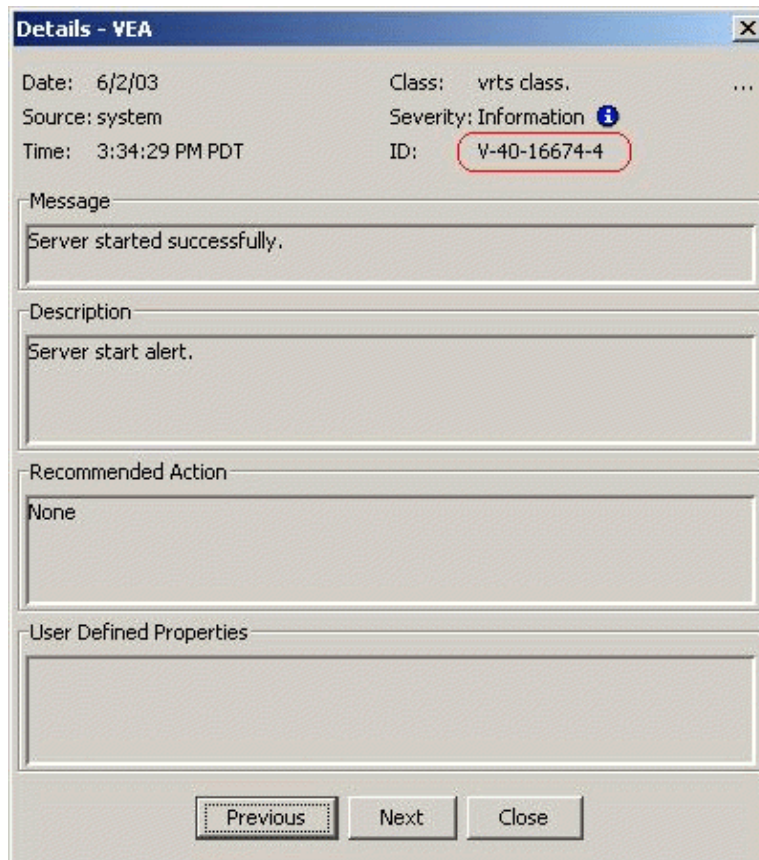 Details - VEA
Date: 6/2/03 Class: vrts class. ...
Source: system Severity: Information
Time: 3:34:29 PM PDT ID: V-40-16674-4
Message
Server started successfully.
Description
Server start alert.
Recommended Action
None
User Defined Properties
Previous Next Close